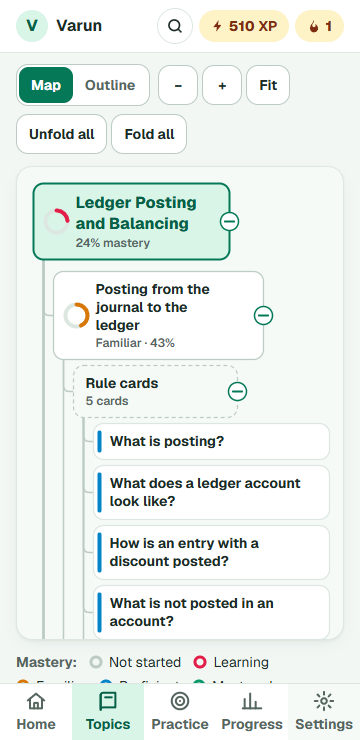 V Varun 510 XP 1
Map Outline − + Fit
Unfold all Fold all
Ledger Posting
and Balancing
24% mastery
Posting from the
journal to the
ledger
Familiar · 43%
Rule cards
5 cards
What is posting?
What does a ledger account
look like?
How is an entry with a
discount posted?
What is not posted in an
account?
Mastery: Not started Learning
Home Topics Practice Progress Settings